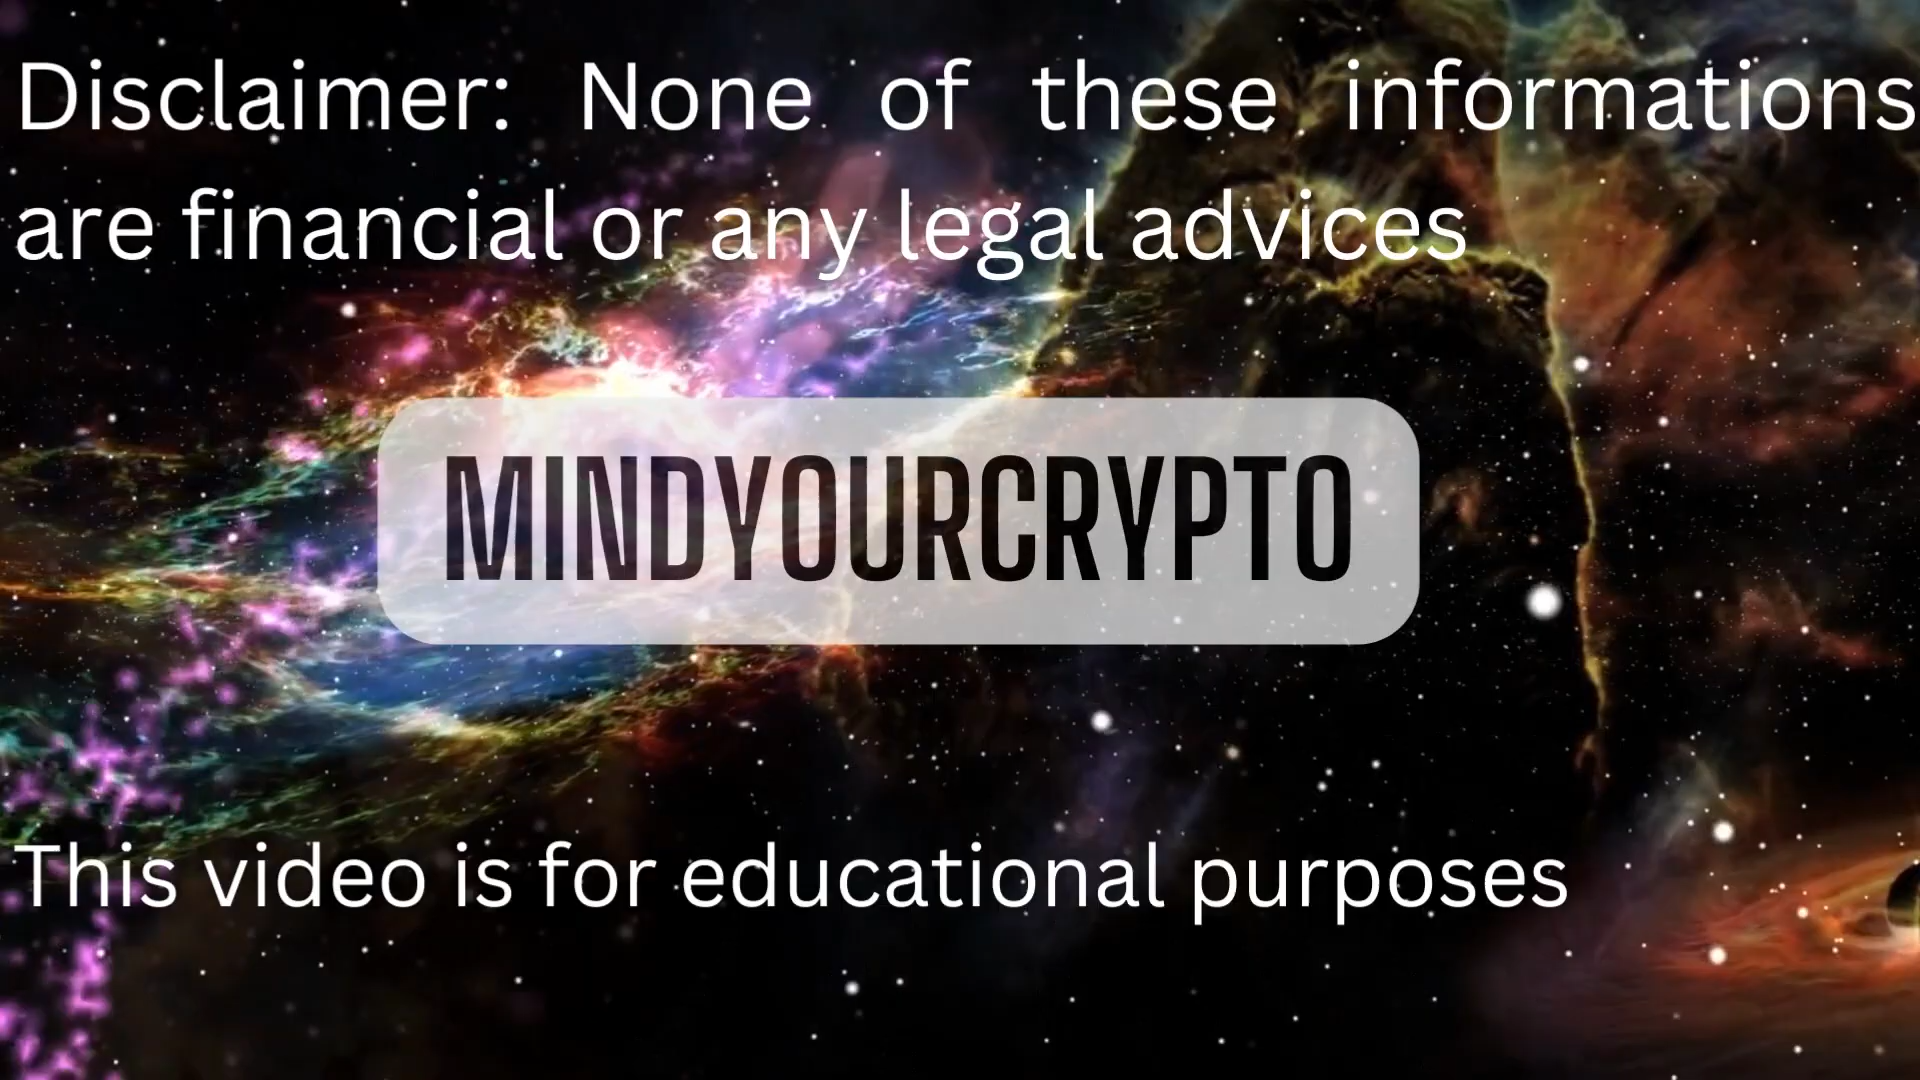 Disclaimer: None of these informations
are financial or any legal advices
MINDYOURCRYPTO
This video is for educational purposes